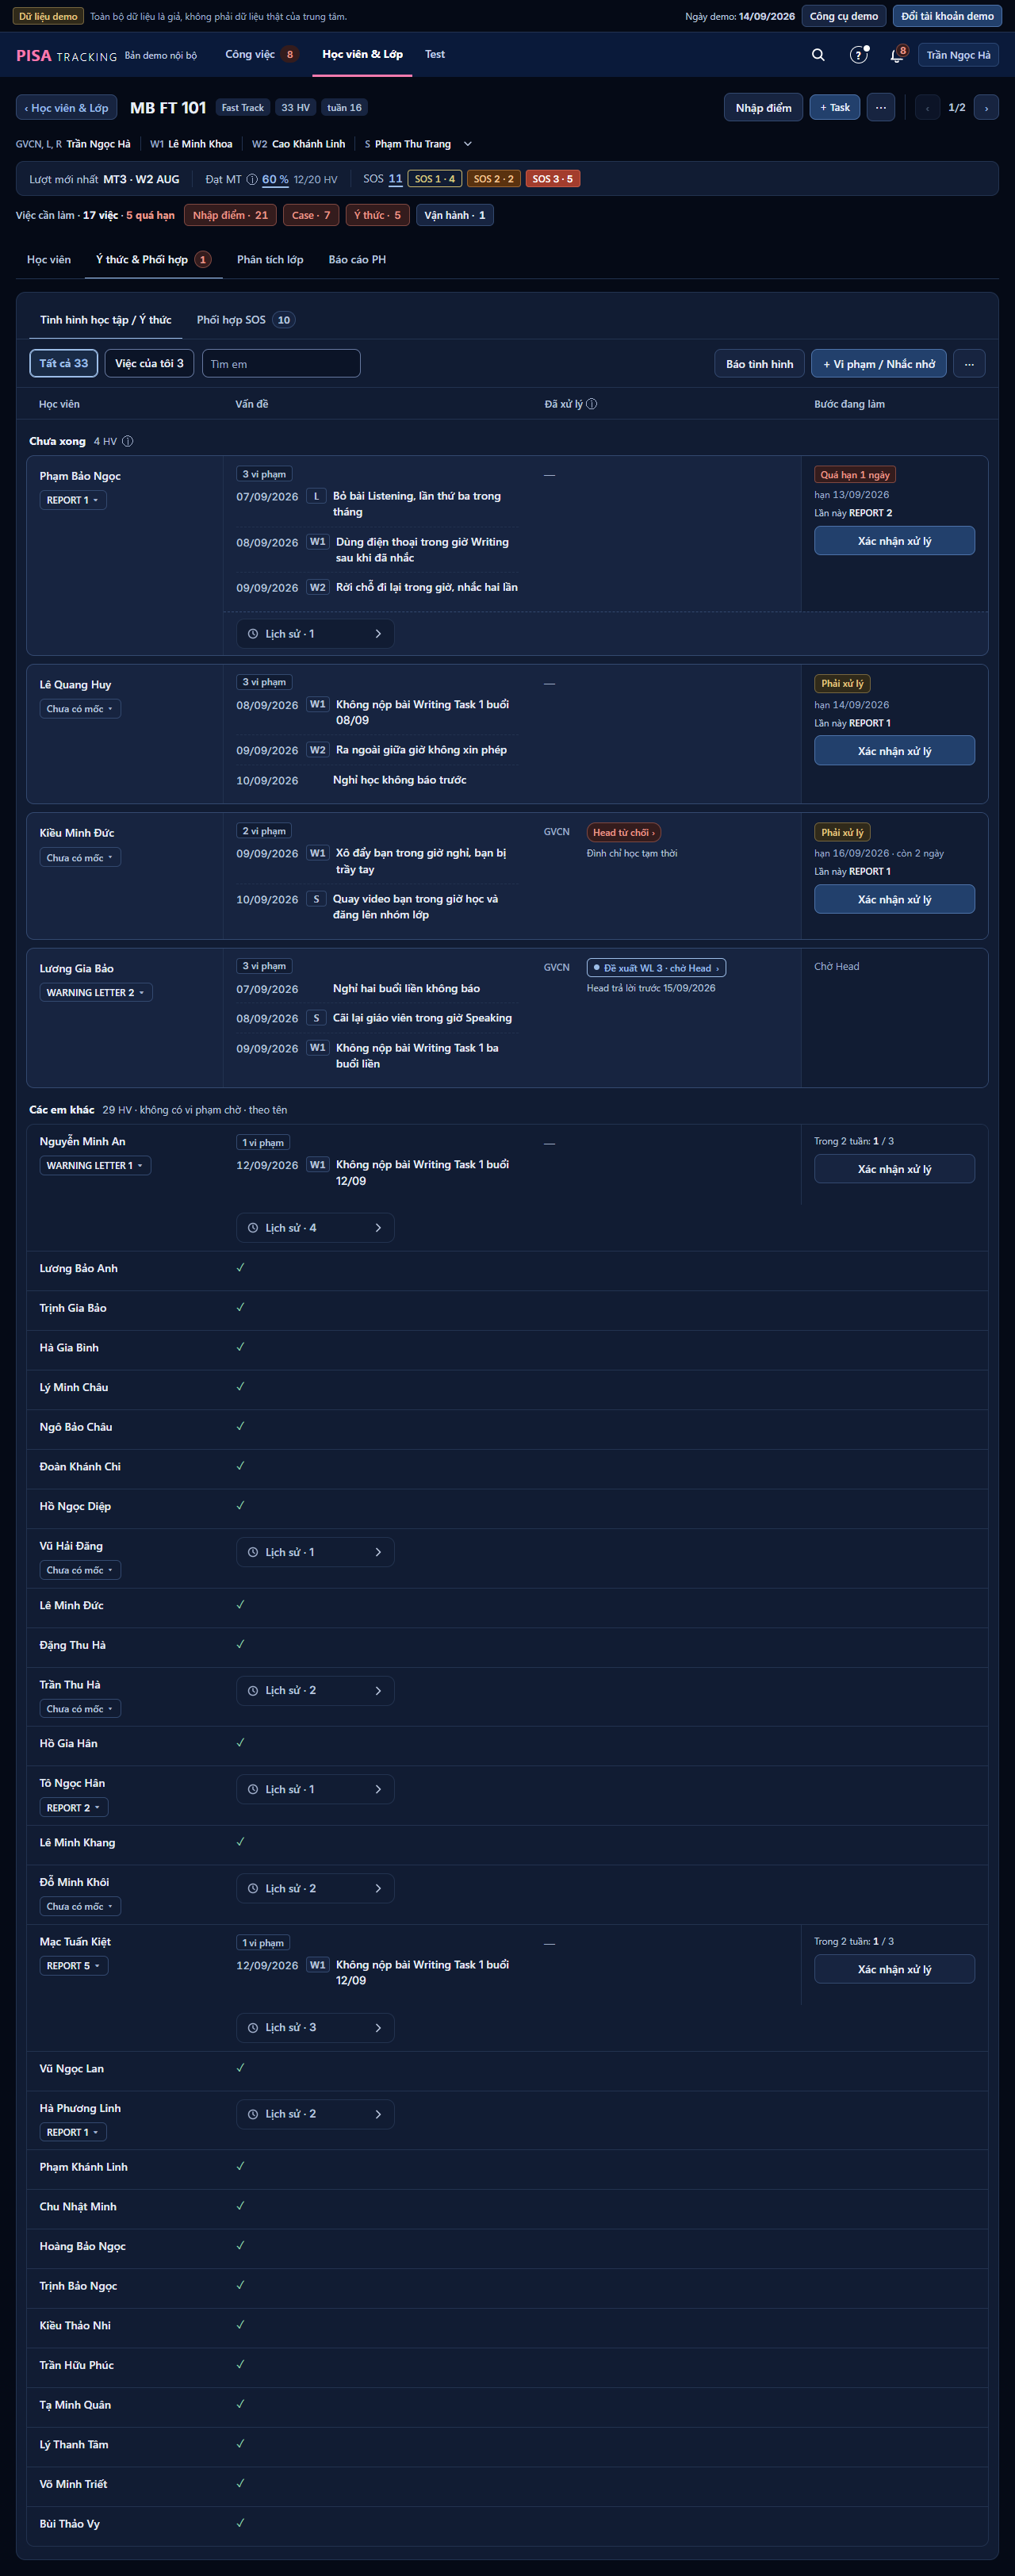 Dữ liệu demo Toàn bộ dữ liệu là giả, không phải dữ liệu thật của trung tâm. Ngày demo: 14/09/2026 Công cụ demo Đổi tài khoản demo
PISA TRACKING Bản demo nội bộ Công việc 8 Học viên & Lớp Test ? 8 Trần Ngọc Hà
‹ Học viên & Lớp MB FT 101 Fast Track 33 HV tuần 16 Nhập điểm + Task ... ‹ 1/2 ›
GVCN, L, R Trần Ngọc Hà W1 Lê Minh Khoa W2 Cao Khánh Linh S Phạm Thu Trang
Lượt mới nhất MT3 · W2 AUG Đạt MT 60 % 12/20 HV SOS 11 SOS 1 · 4 SOS 2 · 2 SOS 3 · 5
Việc cần làm · 17 việc · 5 quá hạn Nhập điểm · 21 Case · 7 Ý thức · 5 Vận hành · 1
Học viên Ý thức & Phối hợp 1 Phân tích lớp Báo cáo PH
Tình hình học tập / Ý thức Phối hợp SOS 10
Tất cả 33 Việc của tôi 3 Tìm em Báo tình hình + Vi phạm / Nhắc nhở ...
Học viên Vấn đề Đã xử lý Bước đang làm
Chưa xong 4 HV
Phạm Bảo Ngọc
REPORT 1
3 vi phạm
07/09/2026 L Bỏ bài Listening, lần thứ ba trong
tháng
08/09/2026 W1 Dùng điện thoại trong giờ Writing
sau khi đã nhắc
09/09/2026 W2 Rời chỗ đi lại trong giờ, nhắc hai lần
—
Quá hạn 1 ngày
hạn 13/09/2026
Lần này REPORT 2
Xác nhận xử lý
Lịch sử · 1
Lê Quang Huy
Chưa có mốc
3 vi phạm
08/09/2026 W1 Không nộp bài Writing Task 1 buổi
08/09
09/09/2026 W2 Ra ngoài giữa giờ không xin phép
10/09/2026 Nghỉ học không báo trước
—
Phải xử lý
hạn 14/09/2026
Lần này REPORT 1
Xác nhận xử lý
Kiều Minh Đức
Chưa có mốc
2 vi phạm
09/09/2026 W1 Xô đẩy bạn trong giờ nghỉ, bạn bị
trầy tay
10/09/2026 S Quay video bạn trong giờ học và
đăng lên nhóm lớp
GVCN Head từ chối ›
Đình chỉ học tạm thời
Phải xử lý
hạn 16/09/2026 · còn 2 ngày
Lần này REPORT 1
Xác nhận xử lý
Lương Gia Bảo
WARNING LETTER 2
3 vi phạm
07/09/2026 Nghỉ hai buổi liền không báo
08/09/2026 S Cãi lại giáo viên trong giờ Speaking
09/09/2026 W1 Không nộp bài Writing Task 1 ba
buổi liền
GVCN Đề xuất WL 3 · chờ Head ›
Head trả lời trước 15/09/2026
Chờ Head
Các em khác 29 HV · không có vi phạm chờ · theo tên
Nguyễn Minh An
WARNING LETTER 1
1 vi phạm
12/09/2026 W1 Không nộp bài Writing Task 1 buổi
12/09
—
Trong 2 tuần: 1 / 3
Xác nhận xử lý
Lịch sử · 4
Lương Bảo Anh ✓
Trịnh Gia Bảo ✓
Hà Gia Bình ✓
Lý Minh Châu ✓
Ngô Bảo Châu ✓
Đoàn Khánh Chi ✓
Hồ Ngọc Diệp ✓
Vũ Hải Đăng Lịch sử · 1
Chưa có mốc
Lê Minh Đức ✓
Đặng Thu Hà ✓
Trần Thu Hà Lịch sử · 2
Chưa có mốc
Hồ Gia Hân ✓
Tô Ngọc Hân Lịch sử · 1
REPORT 2
Lê Minh Khang ✓
Đỗ Minh Khôi Lịch sử · 2
Chưa có mốc
Mạc Tuấn Kiệt
REPORT 5
1 vi phạm
12/09/2026 W1 Không nộp bài Writing Task 1 buổi
12/09
—
Trong 2 tuần: 1 / 3
Xác nhận xử lý
Lịch sử · 3
Vũ Ngọc Lan ✓
Hà Phương Linh Lịch sử · 2
REPORT 1
Phạm Khánh Linh ✓
Chu Nhật Minh ✓
Hoàng Bảo Ngọc ✓
Trịnh Bảo Ngọc ✓
Kiều Thảo Nhi ✓
Trần Hữu Phúc ✓
Tạ Minh Quân ✓
Lý Thanh Tâm ✓
Võ Minh Triết ✓
Bùi Thảo Vy ✓